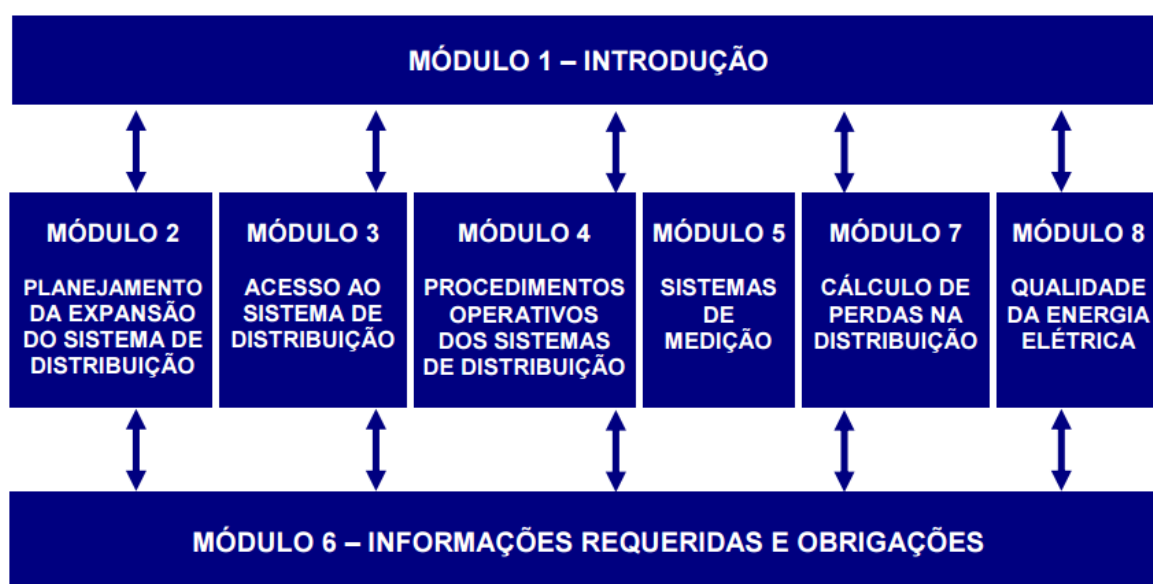 MÓDULO 1 – INTRODUÇÃO
MÓDULO 2
PLANEJAMENTO
DA EXPANSÃO
DO SISTEMA DE
DISTRIBUIÇÃO
MÓDULO 3
ACESSO AO
SISTEMA DE
DISTRIBUIÇÃO
MÓDULO 4
PROCEDIMENTOS
OPERATIVOS
DOS SISTEMAS
DE DISTRIBUIÇÃO
MÓDULO 5
SISTEMAS
DE
MEDIÇÃO
MÓDULO 7
CÁLCULO DE
PERDAS NA
DISTRIBUIÇÃO
MÓDULO 8
QUALIDADE
DA ENERGIA
ELÉTRICA
MÓDULO 6 – INFORMAÇÕES REQUERIDAS E OBRIGAÇÕES